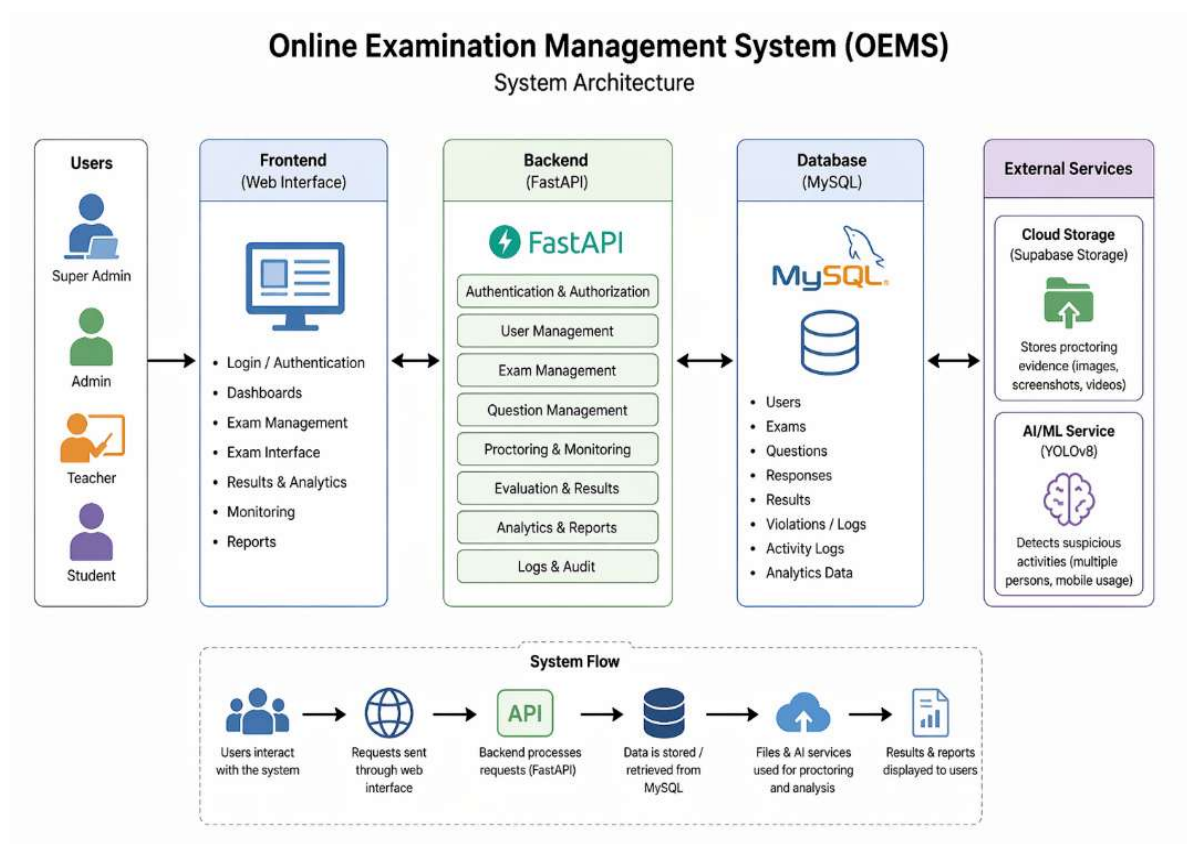 Online Examination Management System (OEMS)
System Architecture
Users
Super Admin
Admin
Teacher
Student
Frontend
(Web Interface)
• Login / Authentication
• Dashboards
• Exam Management
• Exam Interface
• Results & Analytics
• Monitoring
• Reports
Backend
(FastAPI)
FastAPI
Authentication & Authorization
User Management
Exam Management
Question Management
Proctoring & Monitoring
Evaluation & Results
Analytics & Reports
Logs & Audit
Database
(MySQL)
MySQL®
• Users
• Exams
• Questions
• Responses
• Results
• Violations / Logs
• Activity Logs
• Analytics Data
External Services
Cloud Storage
(Supabase Storage)
Stores proctoring
evidence (images,
screenshots, videos)
AI/ML Service
(YOLOv8)
Detects suspicious
activities (multiple
persons, mobile usage)
System Flow
Users interact
with the system
Requests sent
through web
interface
API
Backend processes
requests (FastAPI)
Data is stored /
retrieved from
MySQL
Files & AI services
used for proctoring
and analysis
Results & reports
displayed to users